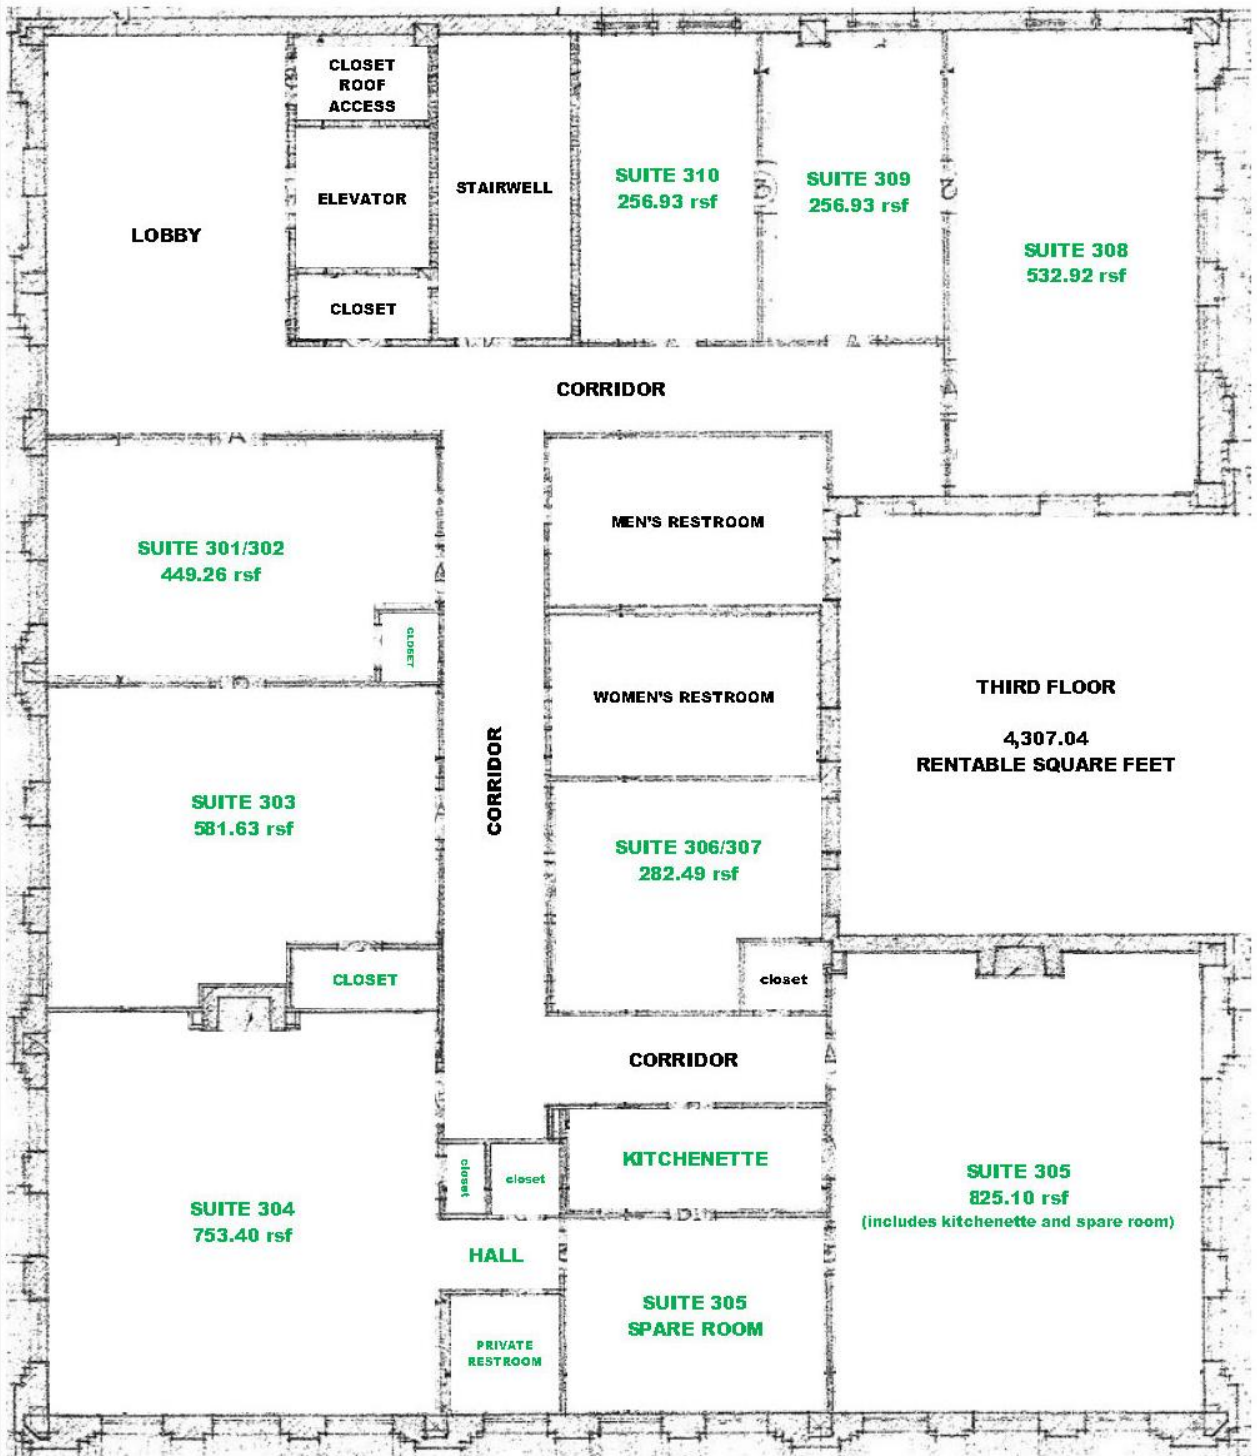 CLOSET
ROOF
ACCESS
ELEVATOR
CLOSET
STAIRWELL
LOBBY
SUITE 310
256.93 rsf
SUITE 309
256.93 rsf
SUITE 308
532.92 rsf
CORRIDOR
SUITE 301/302
449.26 rsf
CLOSET
MEN'S RESTROOM
WOMEN'S RESTROOM
THIRD FLOOR
4,307.04
RENTABLE SQUARE FEET
CORRIDOR
SUITE 303
581.63 rsf
CLOSET
SUITE 306/307
282.49 rsf
closet
CORRIDOR
KITCHENETTE
closet
closet
SUITE 304
753.40 rsf
HALL
SUITE 305
825.10 rsf
(includes kitchenette and spare room)
SUITE 305
SPARE ROOM
PRIVATE
RESTROOM